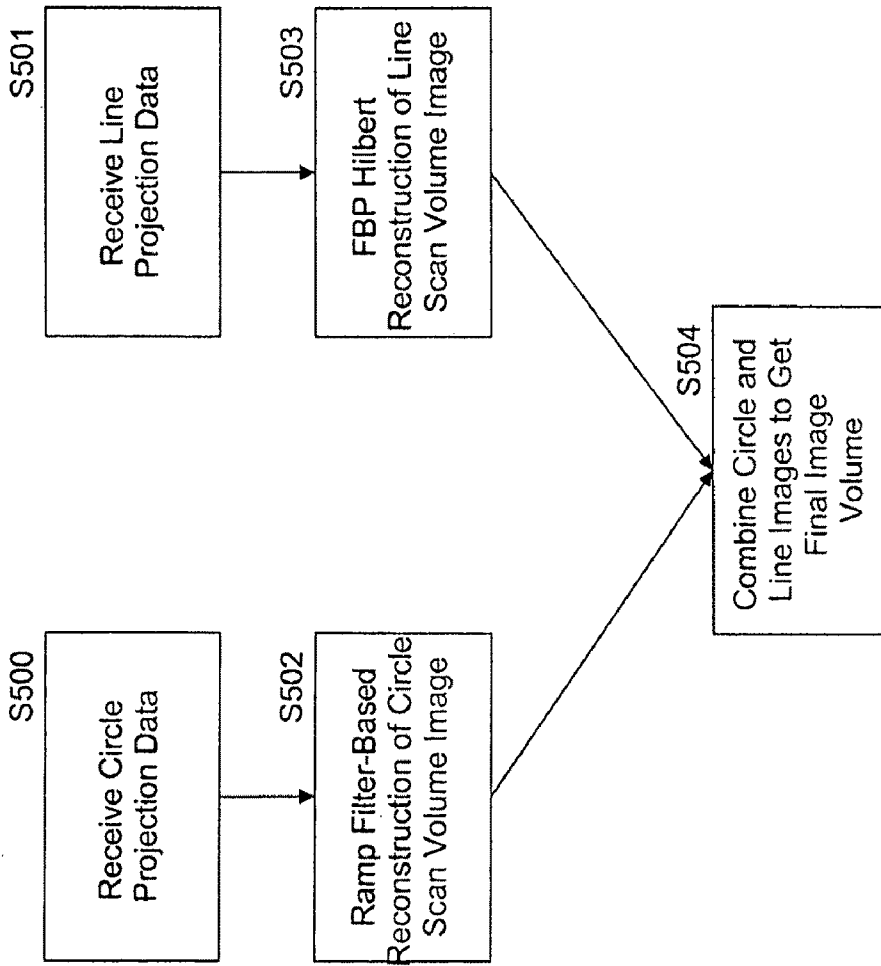 S500
Receive Circle
Projection Data
S501
Receive Line
Projection Data
S502
Ramp Filter-Based
Reconstruction of Circle
Scan Volume Image
S503
FBP Hilbert
Reconstruction of Line
Scan Volume Image
S504
Combine Circle and
Line Images to Get
Final Image
Volume